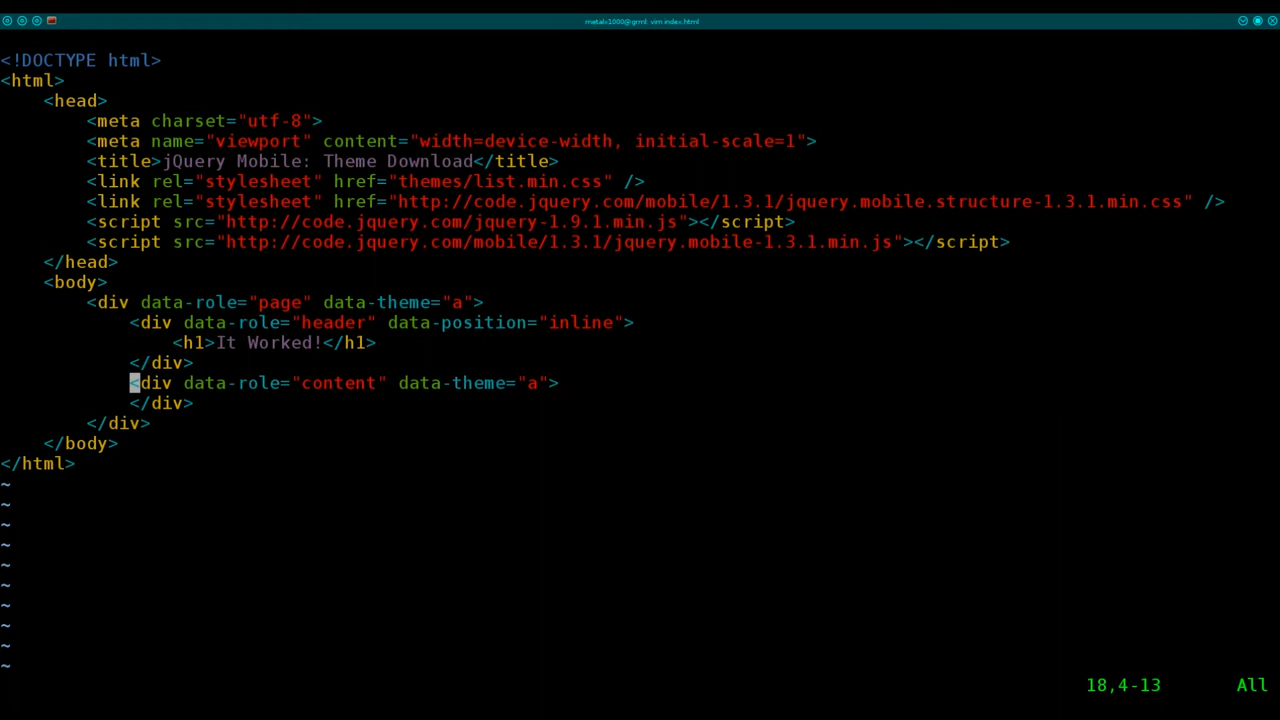 metalx1000@grml: vim index.html
<!DOCTYPE html>
<html>
    <head>
        <meta charset="utf-8">
        <meta name="viewport" content="width=device-width, initial-scale=1">
        <title>jQuery Mobile: Theme Download</title>
        <link rel="stylesheet" href="themes/list.min.css" />
        <link rel="stylesheet" href="http://code.jquery.com/mobile/1.3.1/jquery.mobile.structure-1.3.1.min.css" />
        <script src="http://code.jquery.com/jquery-1.9.1.min.js"></script>
        <script src="http://code.jquery.com/mobile/1.3.1/jquery.mobile-1.3.1.min.js"></script>
    </head>
    <body>
        <div data-role="page" data-theme="a">
            <div data-role="header" data-position="inline">
                <h1>It Worked!</h1>
            </div>
            <div data-role="content" data-theme="a">
            </div>
        </div>
    </body>
</html>
~
~
~
~
~
~
~
~
~
~
18,4-13 All